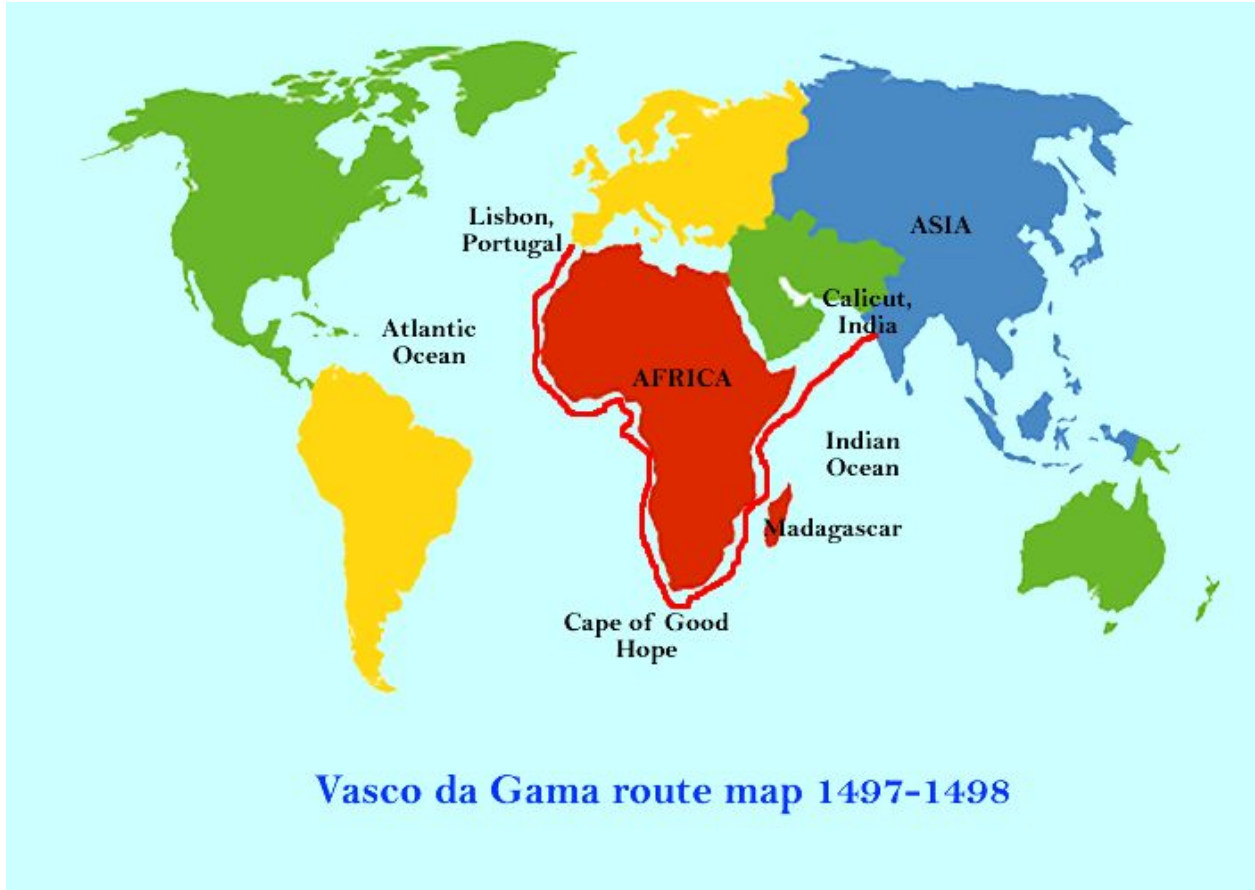 Lisbon,
Portugal
ASIA
Calicut,
India
Atlantic
Ocean
AFRICA
Indian
Ocean
Madagascar
Cape of Good
Hope
Vasco da Gama route map 1497-1498